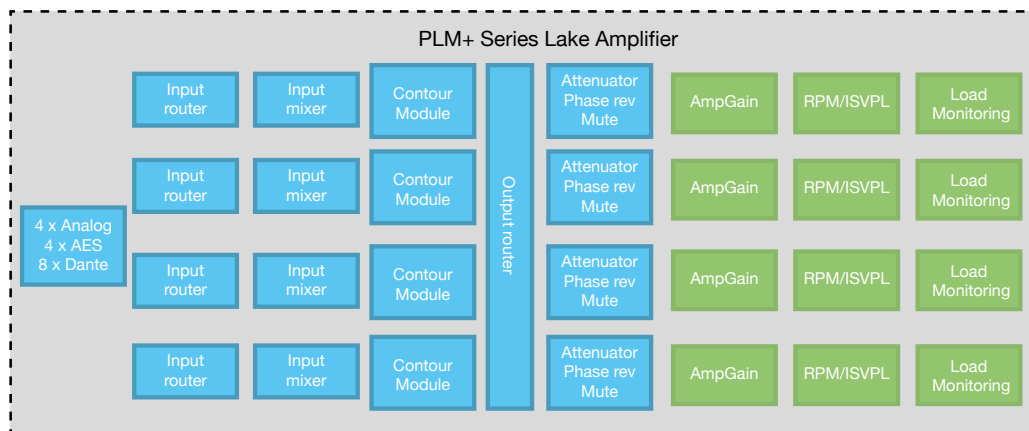 PLM+ Series Lake Amplifier
Input
router
Input
mixer
Contour
Module
Attenuator
Phase rev
Mute
AmpGain
RPM/ISVPL
Load
Monitoring
Input
router
Input
mixer
Contour
Module
Attenuator
Phase rev
Mute
AmpGain
RPM/ISVPL
Load
Monitoring
4 x Analog
4 x AES
8 x Dante
Output router
Input
router
Input
mixer
Contour
Module
Attenuator
Phase rev
Mute
AmpGain
RPM/ISVPL
Load
Monitoring
Input
router
Input
mixer
Contour
Module
Attenuator
Phase rev
Mute
AmpGain
RPM/ISVPL
Load
Monitoring